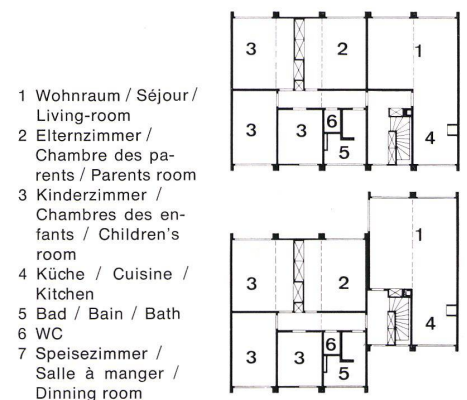 1 Wohnraum / Séjour /
Living-room
2 Elternzimmer /
Chambre des pa-
rents / Parents room
3 Kinderzimmer /
Chambres des en-
fants / Children's
room
4 Küche / Cuisine /
Kitchen
5 Bad / Bain / Bath
6 WC
7 Speisezimmer /
Salle à manger /
Dinning room
3 2 1
3 3 6 5 4
3 2 1
4
3 3 6 5